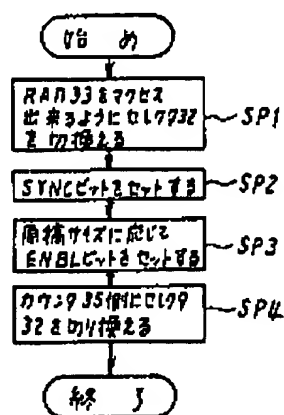 始め
RAM33をアクセス
出来るようにセレクタ32
を切換える
SP1
SYNCビットをセットする
SP2
原稿サイズに応じて
ENBLビットをセットする
SP3
カウンタ35側にセレクタ
32を切り換える
SP4
終了